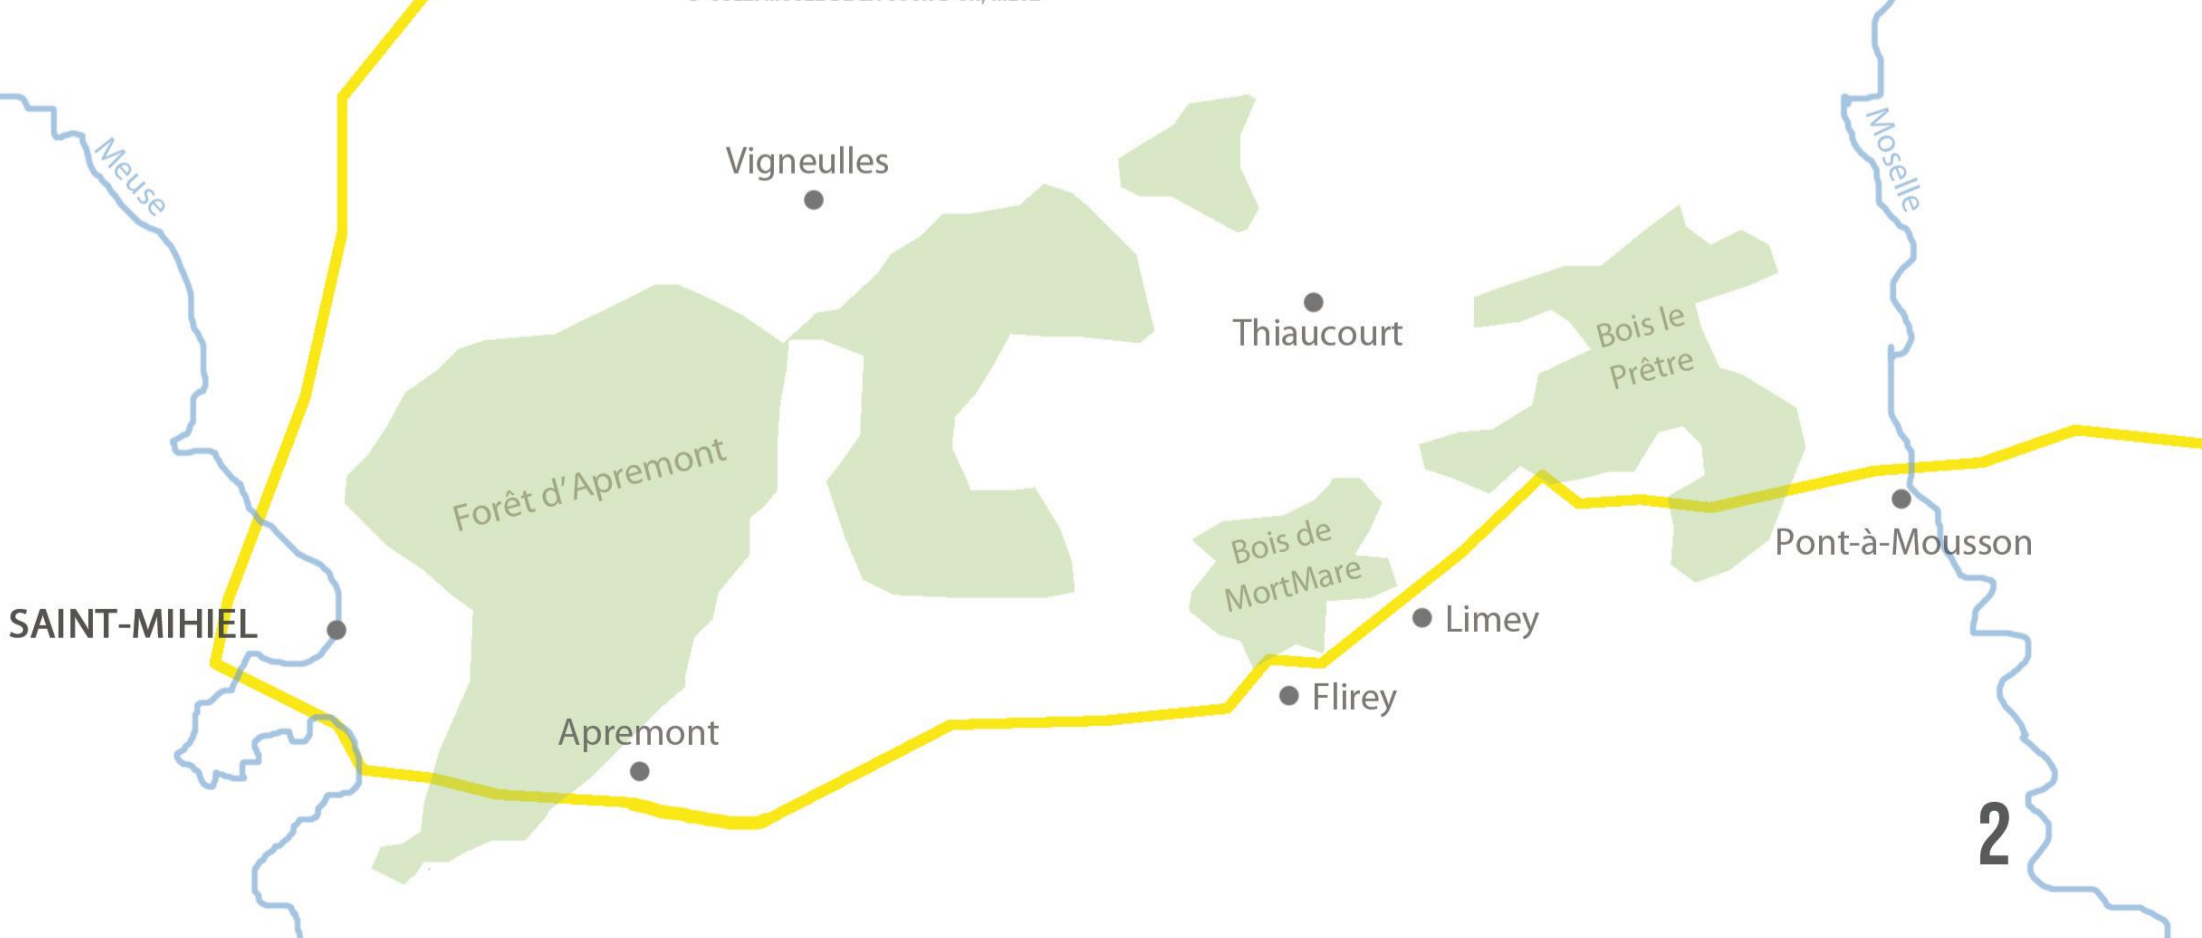 Meuse
Moselle
Vigneulles
Thiaucourt
Bois le
Prêtre
Forêt d'Apremont
Bois de
MortMare
Pont-à-Mousson
SAINT-MIHIEL
Limey
Flirey
Apremont
2